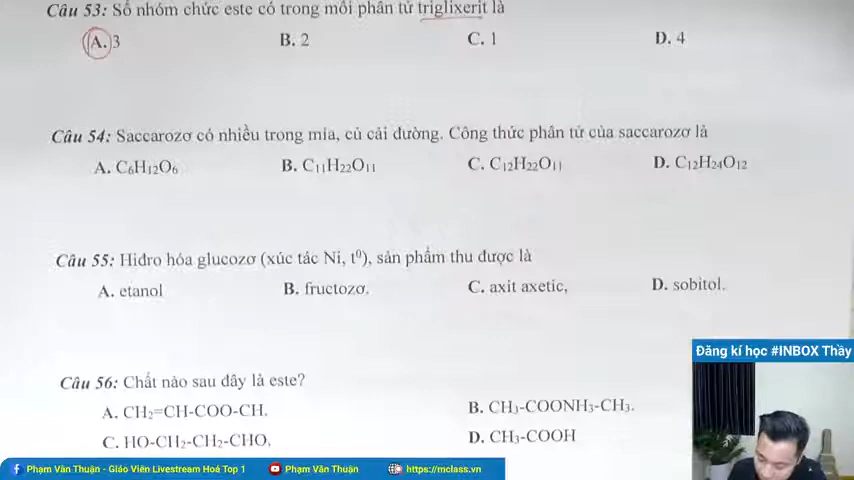 Câu 53: Số nhóm chức este có trong mỗi phân tử triglixerit là
A. 3 B. 2 C. 1 D. 4
Câu 54: Saccarozơ có nhiều trong mía, củ cải đường. Công thức phân tử của saccarozơ là
A. C₆H₁₂O₆ B. C₁₁H₂₂O₁₁ C. C₁₂H₂₂O₁₁ D. C₁₂H₂₄O₁₂
Câu 55: Hiđro hóa glucozơ (xúc tác Ni, t⁰), sản phẩm thu được là
A. etanol B. fructozơ. C. axit axetic, D. sobitol.
Câu 56: Chất nào sau đây là este?
A. CH₂=CH-COO-CH. B. CH₃-COONH₃-CH₃.
C. HO-CH₂-CH₂-CHO. D. CH₃-COOH
Đăng kí học #INBOX Thầy
Phạm Văn Thuận - Giáo Viên Livestream Hoá Top 1 Phạm Văn Thuận https://mclass.vn